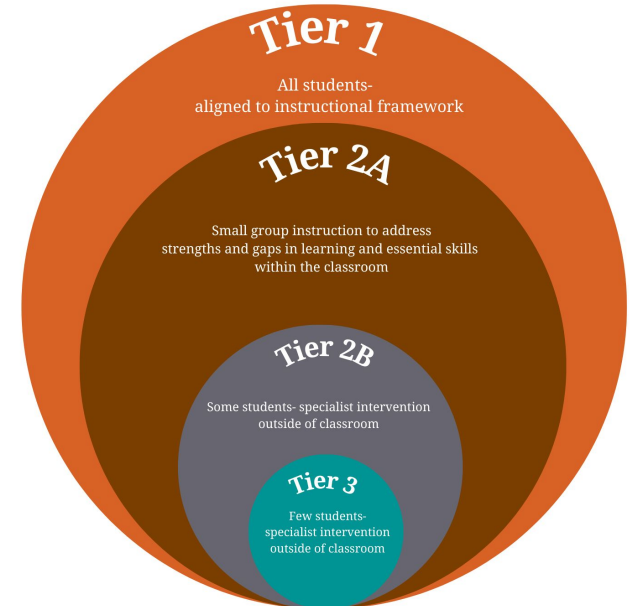 Tier 1
All students-
aligned to instructional framework
Tier 2A
Small group instruction to address
strengths and gaps in learning and essential skills
within the classroom
Tier 2B
Some students- specialist intervention
outside of classroom
Tier 3
Few students-
specialist intervention
outside of classroom